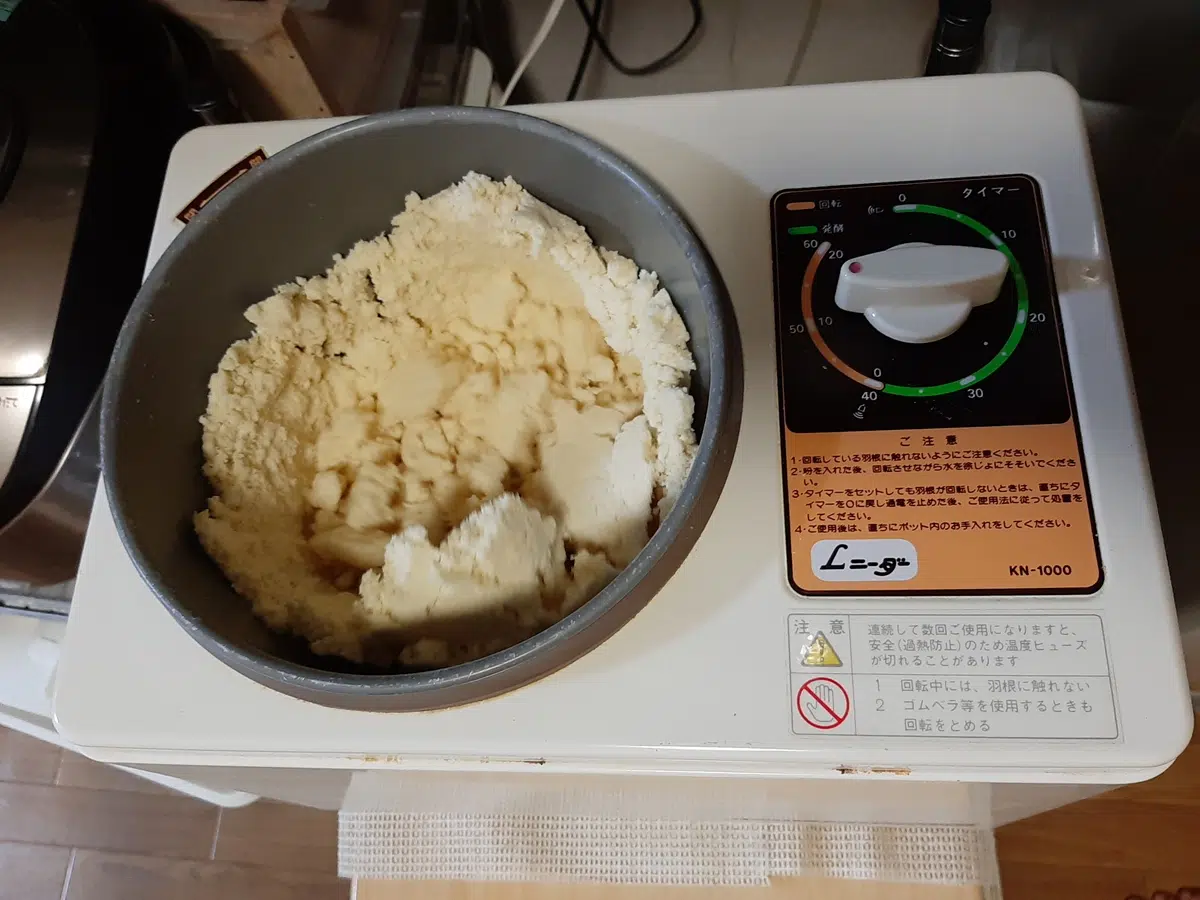 タイマー
回転
発酵
0
10
20
30
40
60
20
50
10
0
ご注意
1・回転している羽根に触れないようにご注意ください。
2・粉を入れた後、回転させながら水を除じょにそそいでくださ
い。
3・タイマーをセットしても羽根が回転しないときは、直ちにタ
イマーを0に戻し通電を止めた後、ご使用法に従って処置を
してください。
4・ご使用後は、直ちにポット内のお手入れをしてください。
Lニーダー
KN-1000
注意
連続して数回ご使用になりますと、
安全(過熱防止)のため温度ヒューズ
が切れることがあります
1 回転中には、羽根に触れない
2 ゴムベラ等を使用するときも
回転をとめる